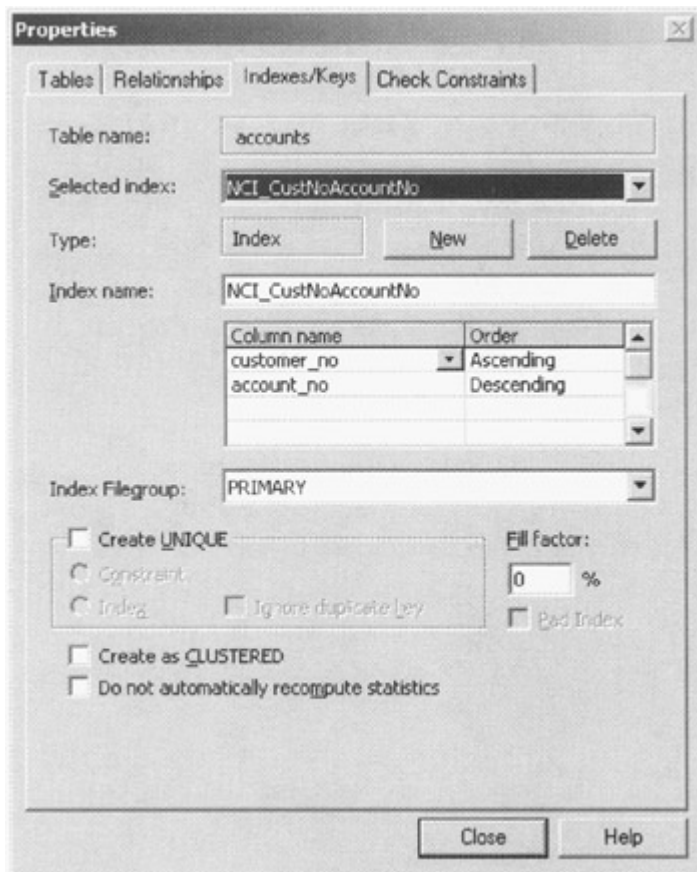 Properties
Tables Relationships Indexes/Keys Check Constraints
Table name: accounts
Selected index: NCI_CustNoAccountNo
Type: Index New Delete
Index name: NCI_CustNoAccountNo
Column name Order
customer_no Ascending
account_no Descending
Index Filegroup: PRIMARY
Create UNIQUE Fill factor:
Constraint 0 %
Index Ignore duplicate key Pad Index
Create as CLUSTERED
Do not automatically recompute statistics
Close Help